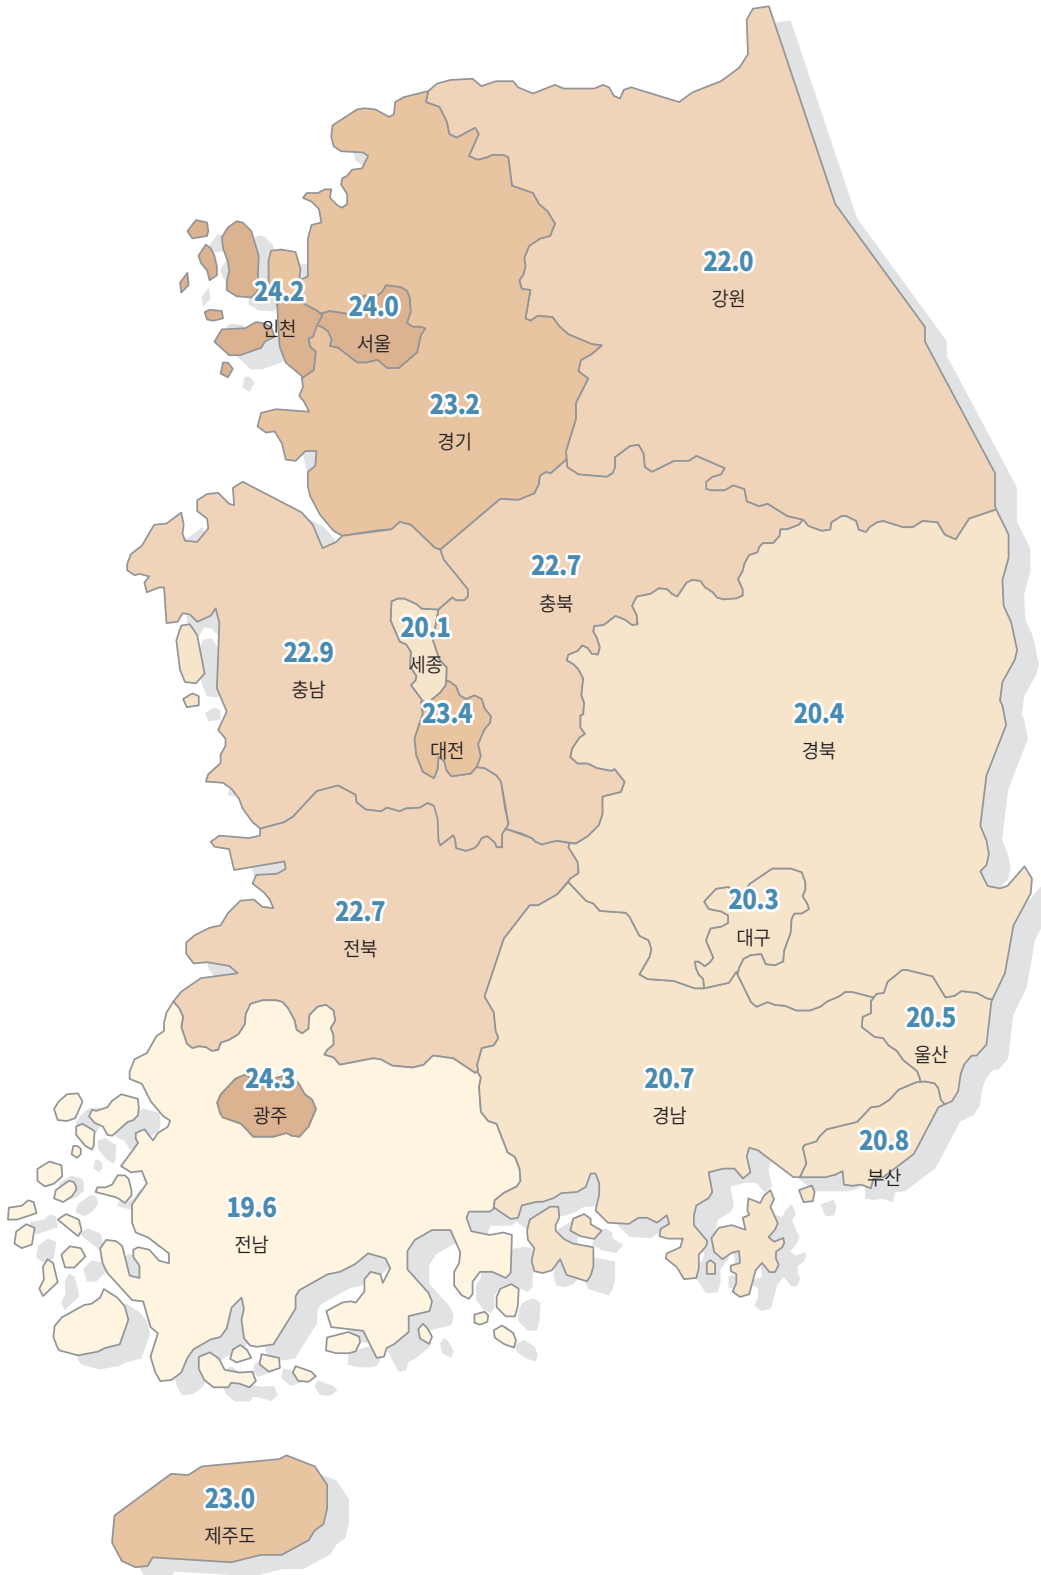 22.0
강원
24.2
인천
24.0
서울
23.2
경기
22.7
충북
20.1
세종
22.9
충남
23.4
대전
20.4
경북
22.7
전북
20.3
대구
20.5
울산
24.3
광주
20.7
경남
20.8
부산
19.6
전남
23.0
제주도